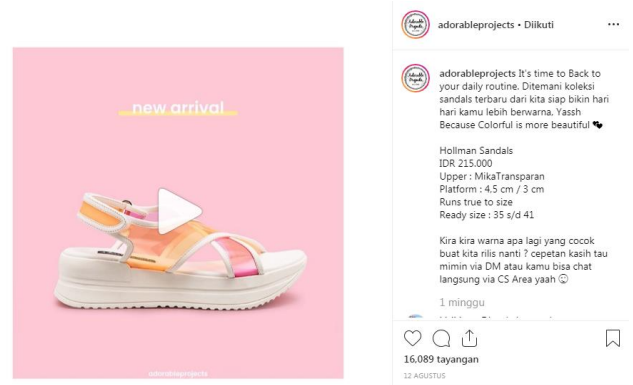 new arrival
adorableprojects
adorableprojects • Diikuti
adorableprojects It's time to Back to
your daily routine. Ditemani koleksi
sandals terbaru dari kita siap bikin hari
hari kamu lebih berwarna, Yassh
Because Colorful is more beautiful
Hollman Sandals
IDR 215.000
Upper : MikaTransparan
Platform : 4,5 cm / 3 cm
Runs true to size
Ready size : 35 s/d 41
Kira kira warna apa lagi yang cocok
buat kita rilis nanti ? cepetan kasih tau
mimin via DM atau kamu bisa chat
langsung via CS Area yaah
1 minggu
16,089 tayangan
12 AGUSTUS